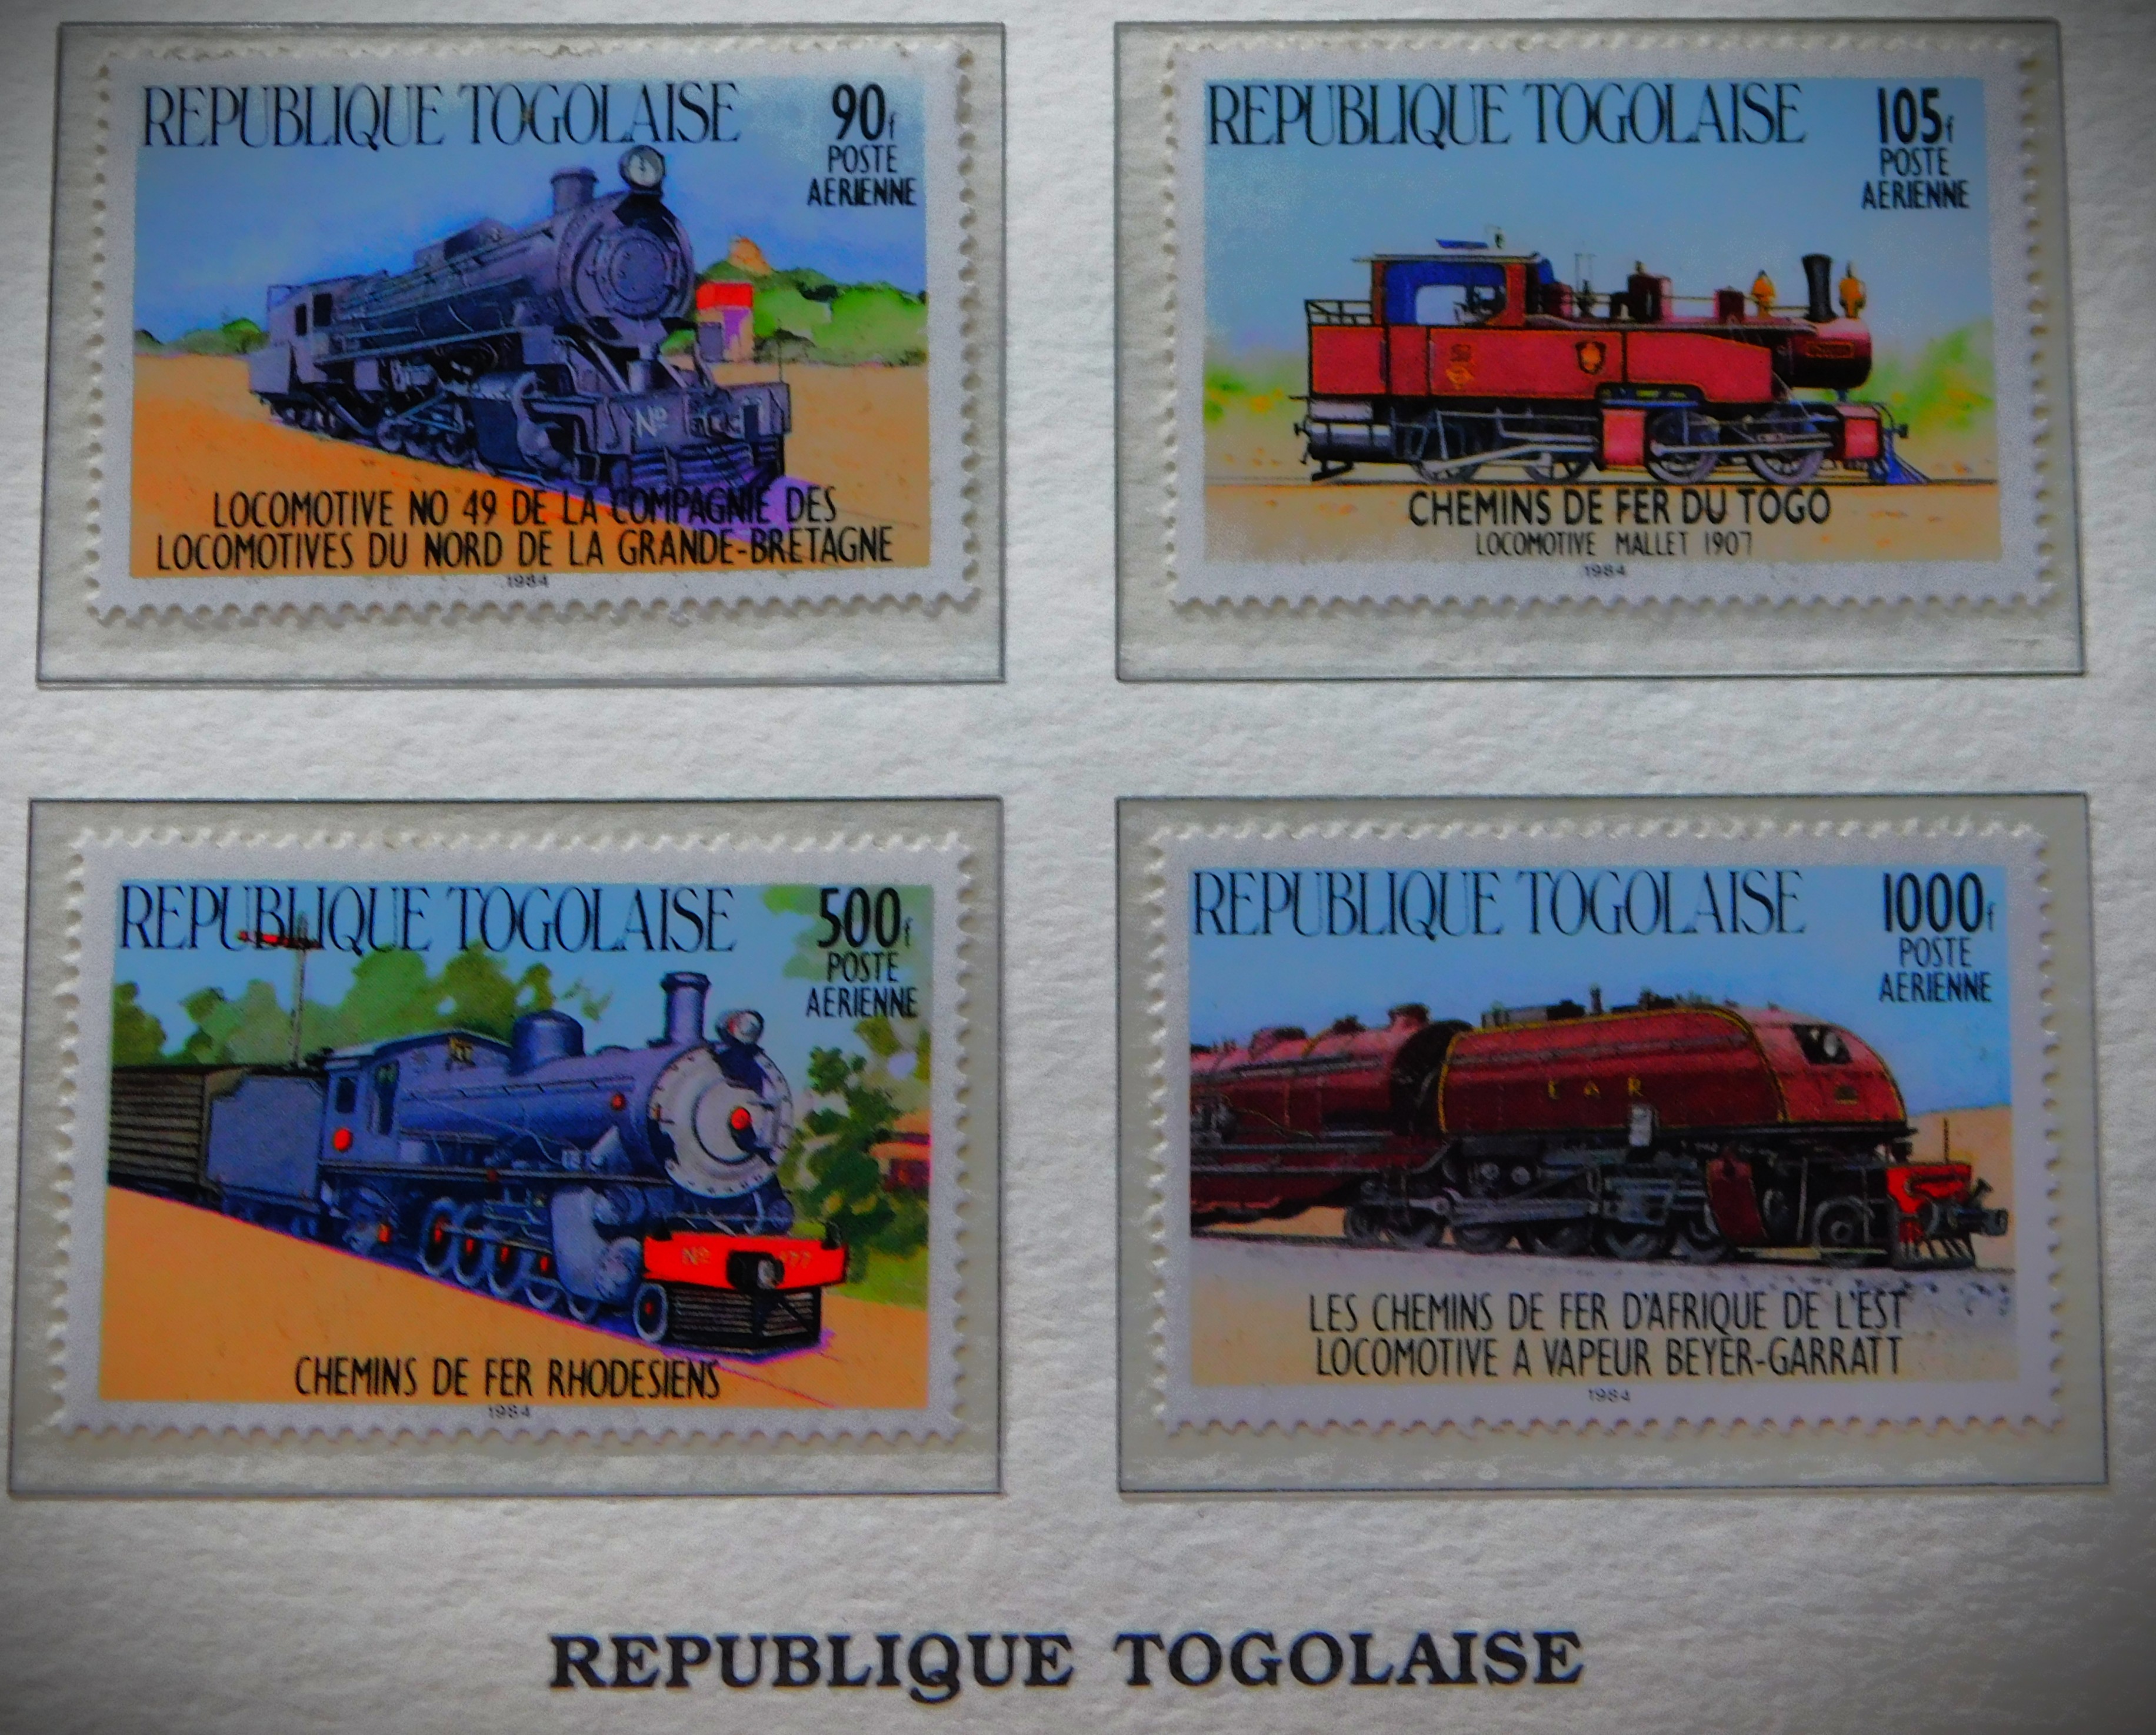 REPUBLIQUE TOGOLAISE
90f
POSTE
AERIENNE
Nº
LOCOMOTIVE NO 49 DE LA COMPAGNIE DES
LOCOMOTIVES DU NORD DE LA GRANDE-BRETAGNE
1984
REPUBLIQUE TOGOLAISE
105f
POSTE
AERIENNE
CHEMINS DE FER DU TOGO
LOCOMOTIVE MALLET 1907
1984
REPUBLIQUE TOGOLAISE
500f
POSTE
AERIENNE
Nº 177
CHEMINS DE FER RHODESIENS
1984
REPUBLIQUE TOGOLAISE
1000f
POSTE
AERIENNE
E A R
LES CHEMINS DE FER D'AFRIQUE DE L'EST
LOCOMOTIVE A VAPEUR BEYER-GARRATT
1984
REPUBLIQUE TOGOLAISE